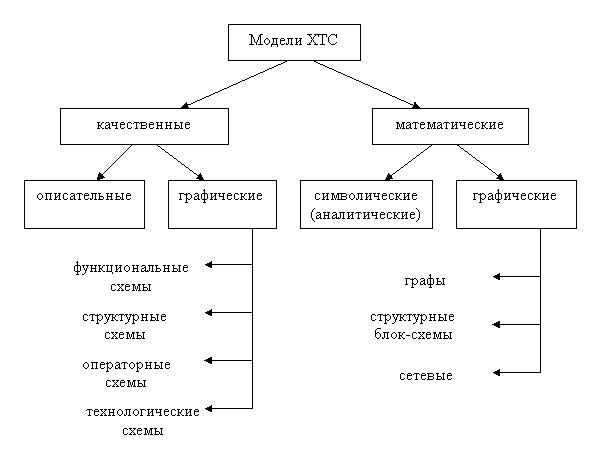 Модели ХТС
качественные
математические
описательные
графические
символические
(аналитические)
графические
функциональные
схемы
структурные
схемы
операторные
схемы
технологические
схемы
графы
структурные
блок-схемы
сетевые